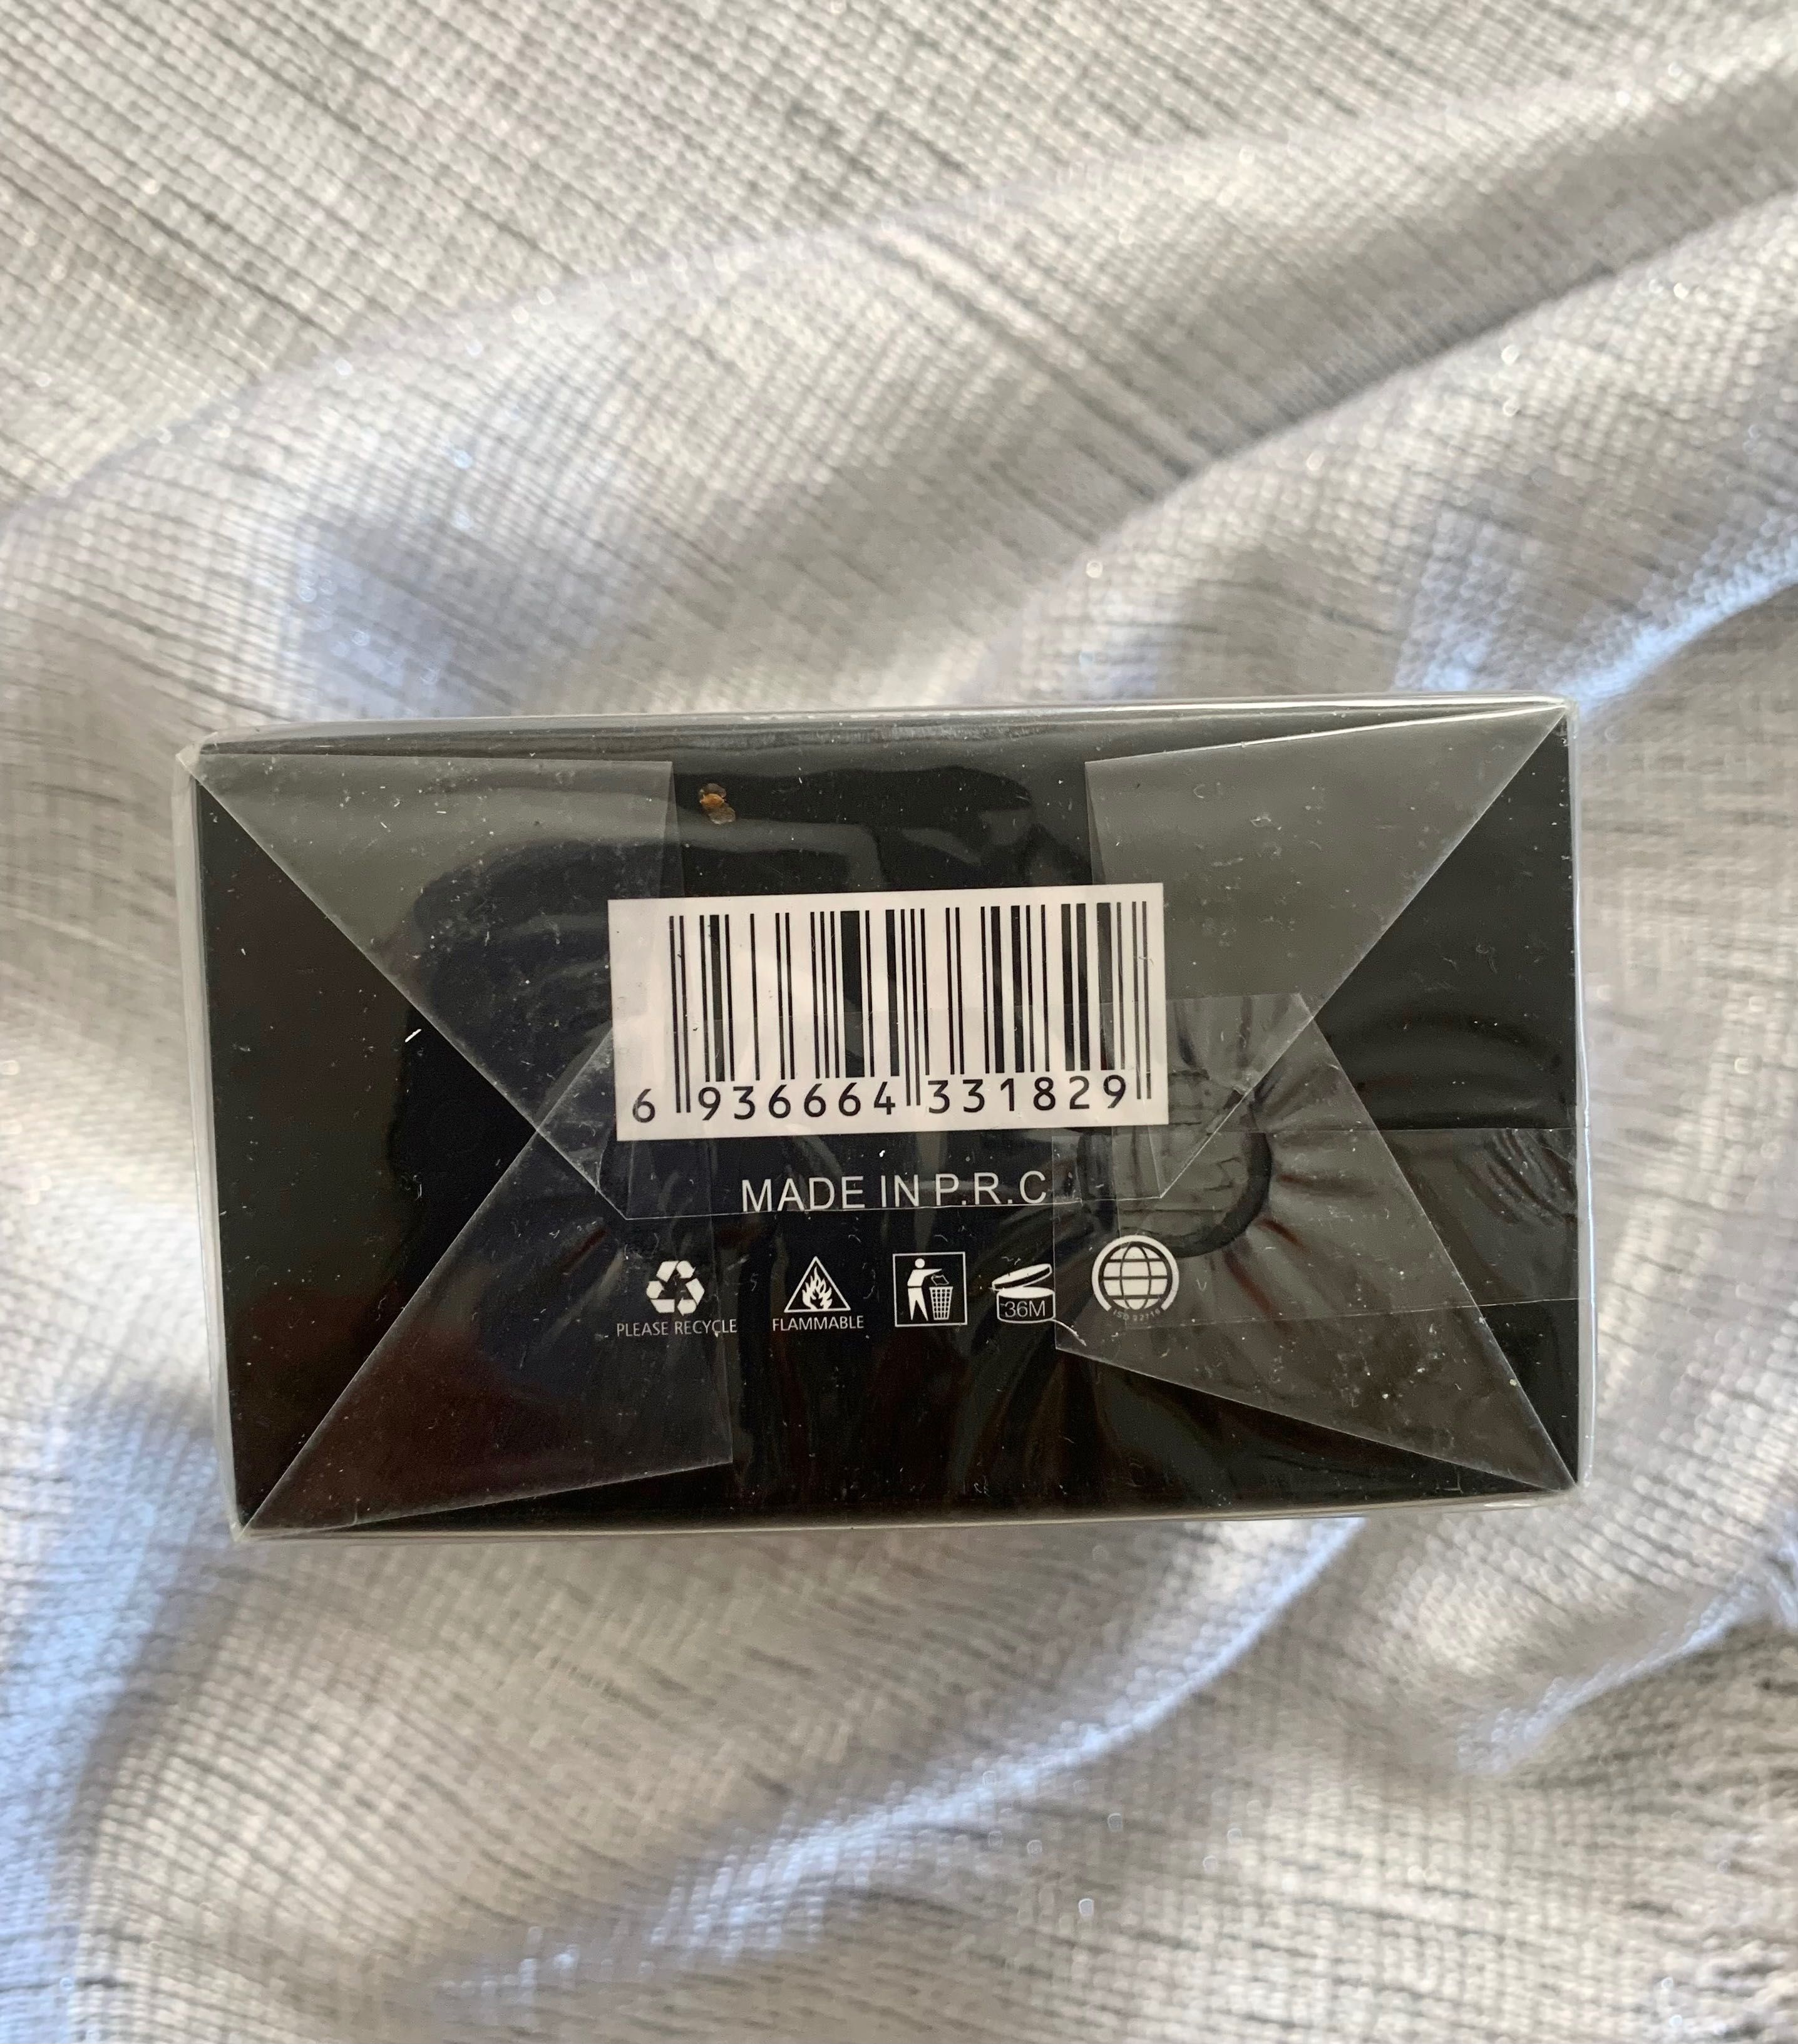 6 936664 331829
MADE IN P.R.C
PLEASE RECYCLE
FLAMMABLE
36M